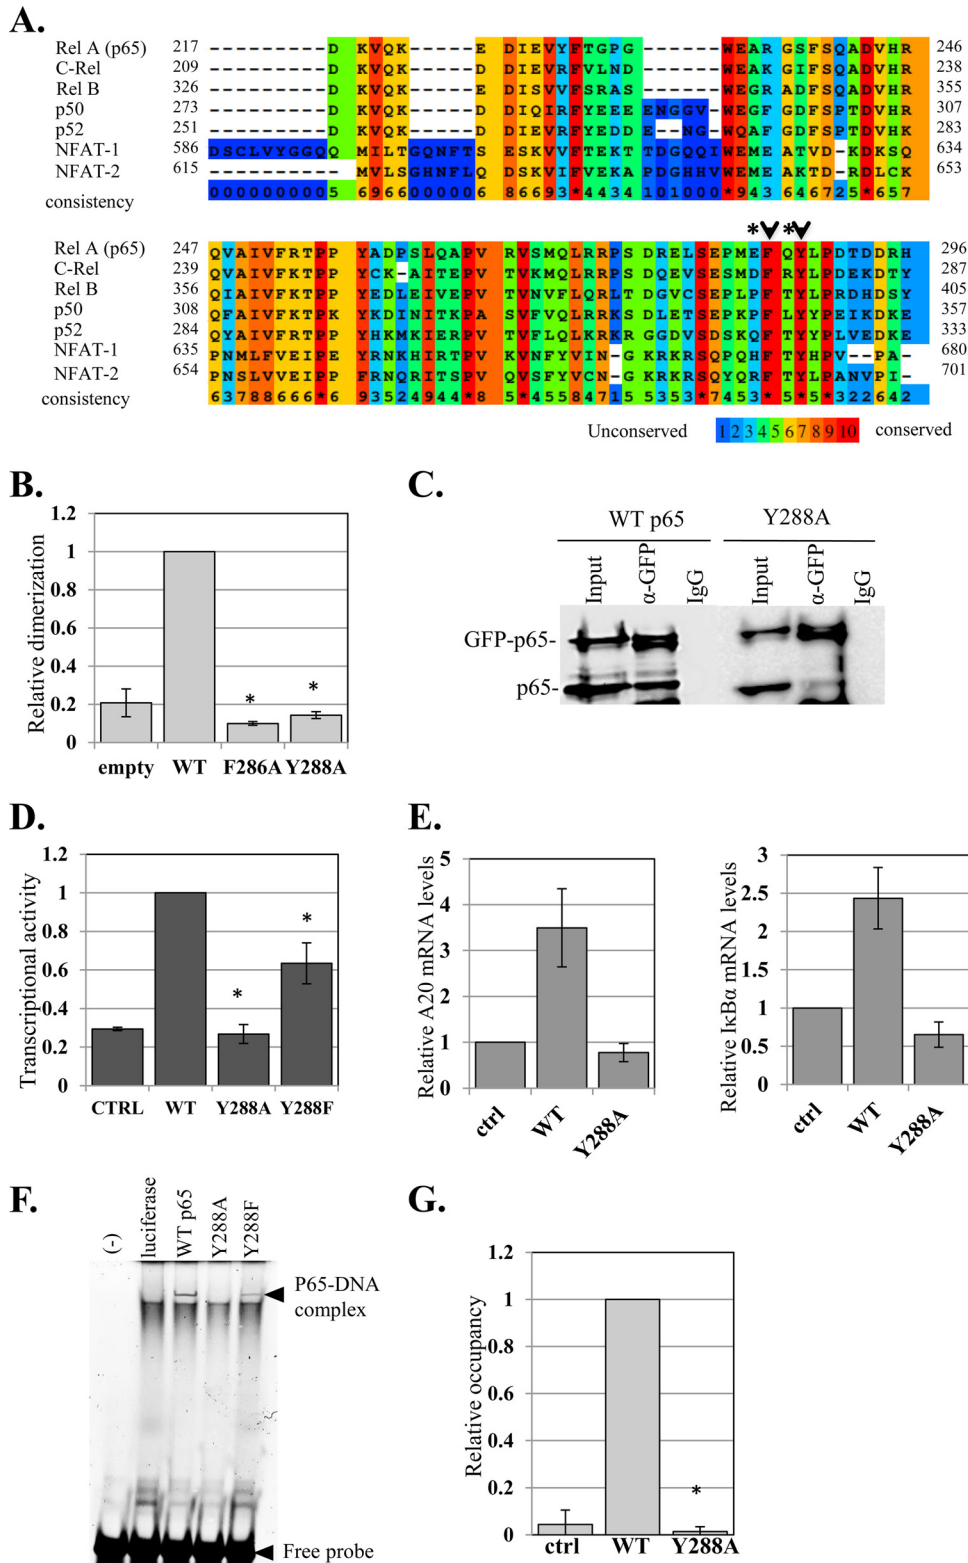 A.
Rel A (p65) 217 ---------D KVQK-----E DIEVYFTGPG ------WEAR GSFSQADVHR 246
C-Rel 209 ---------D KVQK-----D DIEVRFVLND ------WEAK GIFSQADVHR 238
Rel B 326 ---------D KVQK-----E DISVVFSRAS ------WEGR ADFSQADVHR 355
p50 273 ---------D KVQK-----D DIQIRFYEEE ENGGV-WEGF GDFSPTDVHR 307
p52 251 ---------D KVQK-----D DIEVRFYEDD E--NG-WQAF GDFSPTDVHK 283
NFAT-1 586 DSCLVYGGQQ MILTGQNFTS ESKVVFTEKT TDGQQIWEME ATVD-KDKSQ 634
NFAT-2 615 ---------- MVLSGHNFLQ DSKVIFVEKA PDGHHVWEME AKTD-RDLCK 653
consistency 0000000005 6966000006 86693*4434 101000*943 64672 5*657
* *
Rel A (p65) 247 QVAIVFRTPP YADPSLQAPV RVSMQLRRPS DRELSEPMEF QYLPDTDDRH 296
C-Rel 239 QVAIVFKTPP YCK-AITEPV TVKMQLRRPS DQEVSESMDF RYLPDEKDTY 287
Rel B 356 QIAIVFKTPP YEDLEIVEPV TVNVFLQRLT DGVCSEPLPF TYLPRDHDSY 405
p50 308 QFAIVFKTPK YKDINITKPA SVFVQLRRKS DLETSEPKPF LYYPEIKDKE 357
p52 284 QYAIVFRTPP YHKMKIERPV TVFLQLKRKR GGDVSDSKQF TYYPLVEDKE 333
NFAT-1 635 PNMLFVEIPE YRNKHIRTPV KVNFYVIN-G KRKRSQPQHF TYHPV--PA- 680
NFAT-2 654 PNSLVVEIPP FRNQRITSPV QVSFYVCN-G KRKRSQYQRF TYLPANVPI- 701
consistency 63788666*6 93524944*8 5*45584715 5353*7453* 5*5*322642
Unconserved 1 2 3 4 5 6 7 8 9 10 conserved
B.
Relative dimerization
1.2
1
0.8
0.6
0.4
0.2
0
* *
empty WT F286A Y288A
C.
WT p65 Y288A
Input α-GFP IgG Input α-GFP IgG
GFP-p65-
p65-
D.
Transcriptional activity
1.2
1
0.8
0.6
0.4
0.2
0
* *
CTRL WT Y288A Y288F
E.
Relative A20 mRNA levels
5
4
3
2
1
0
ctrl WT Y288A
Relative IκBα mRNA levels
3
2.5
2
1.5
1
0.5
0
ctrl WT Y288A
F.
(-) luciferase WT p65 Y288A Y288F
P65-DNA
complex
Free probe
G.
Relative occupancy
1.2
1
0.8
0.6
0.4
0.2
0
*
ctrl WT Y288A